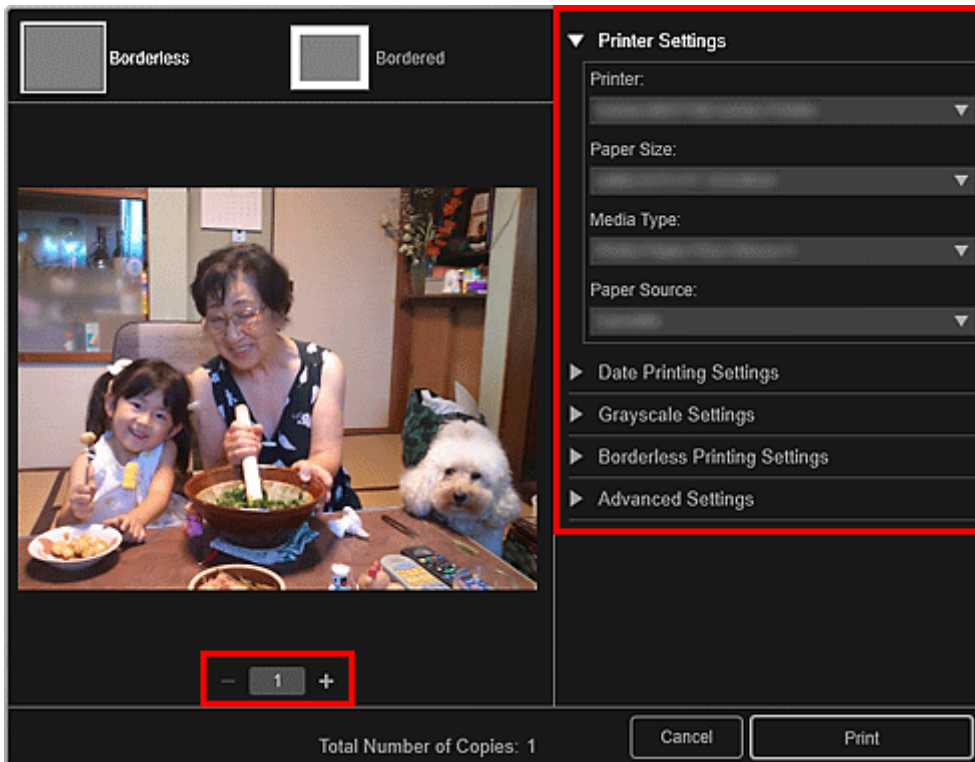 Borderless
Bordered
Printer Settings
Printer:
Paper Size:
Media Type:
Paper Source:
Date Printing Settings
Grayscale Settings
Borderless Printing Settings
Advanced Settings
1
Total Number of Copies: 1
Cancel
Print